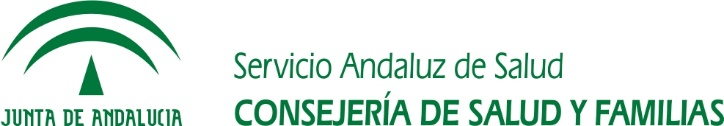 Servicio Andaluz de Salud
JUNTA DE ANDALUCIA
CONSEJERÍA DE SALUD Y FAMILIAS